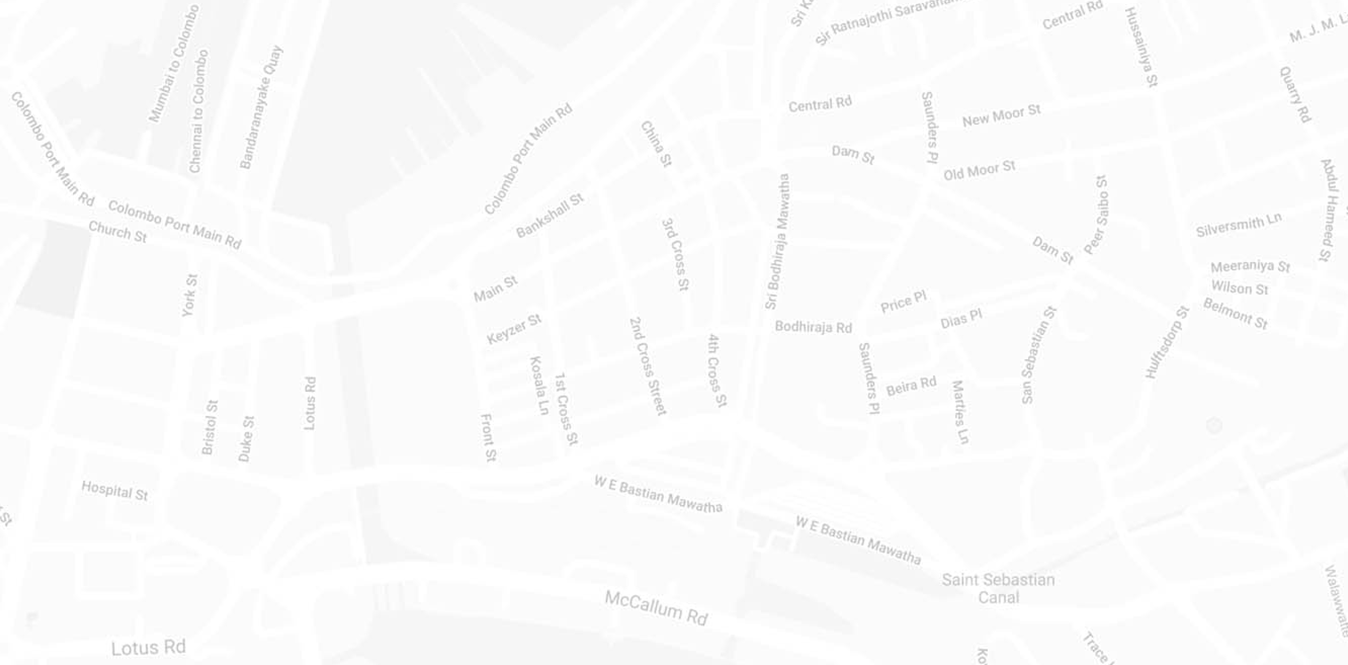 Mumbai to Colombo
Chennai to Colombo
Bandaranayake Quay
Colombo Port Main Rd
Colombo Port Main Rd
Colombo Port Main Rd
Church St
York St
Bankshall St
China St
3rd Cross St
Main St
Keyzer St
Kosala Ln
1st Cross St
2nd Cross Street
4th Cross St
Front St
Lotus Rd
Bristol St
Duke St
Hospital St
Lotus Rd
McCallum Rd
W E Bastian Mawatha
W E Bastian Mawatha
Saint Sebastian
Canal
Sri Bodhiraja Mawatha
Bodhiraja Rd
Sir Ratnajothi
Central Rd
Central Rd
Saunders Pl
New Moor St
Old Moor St
Dam St
Dam St
Peer Saibo St
Hussainiya St
M. J. M.
Quarry Rd
Abdul Hameed St
Silversmith Ln
Meeraniya St
Wilson St
Belmont St
Hulftsdorp St
San Sebastian St
Price Pl
Dias Pl
Saunders Pl
Beira Rd
Marties Ln
Trace